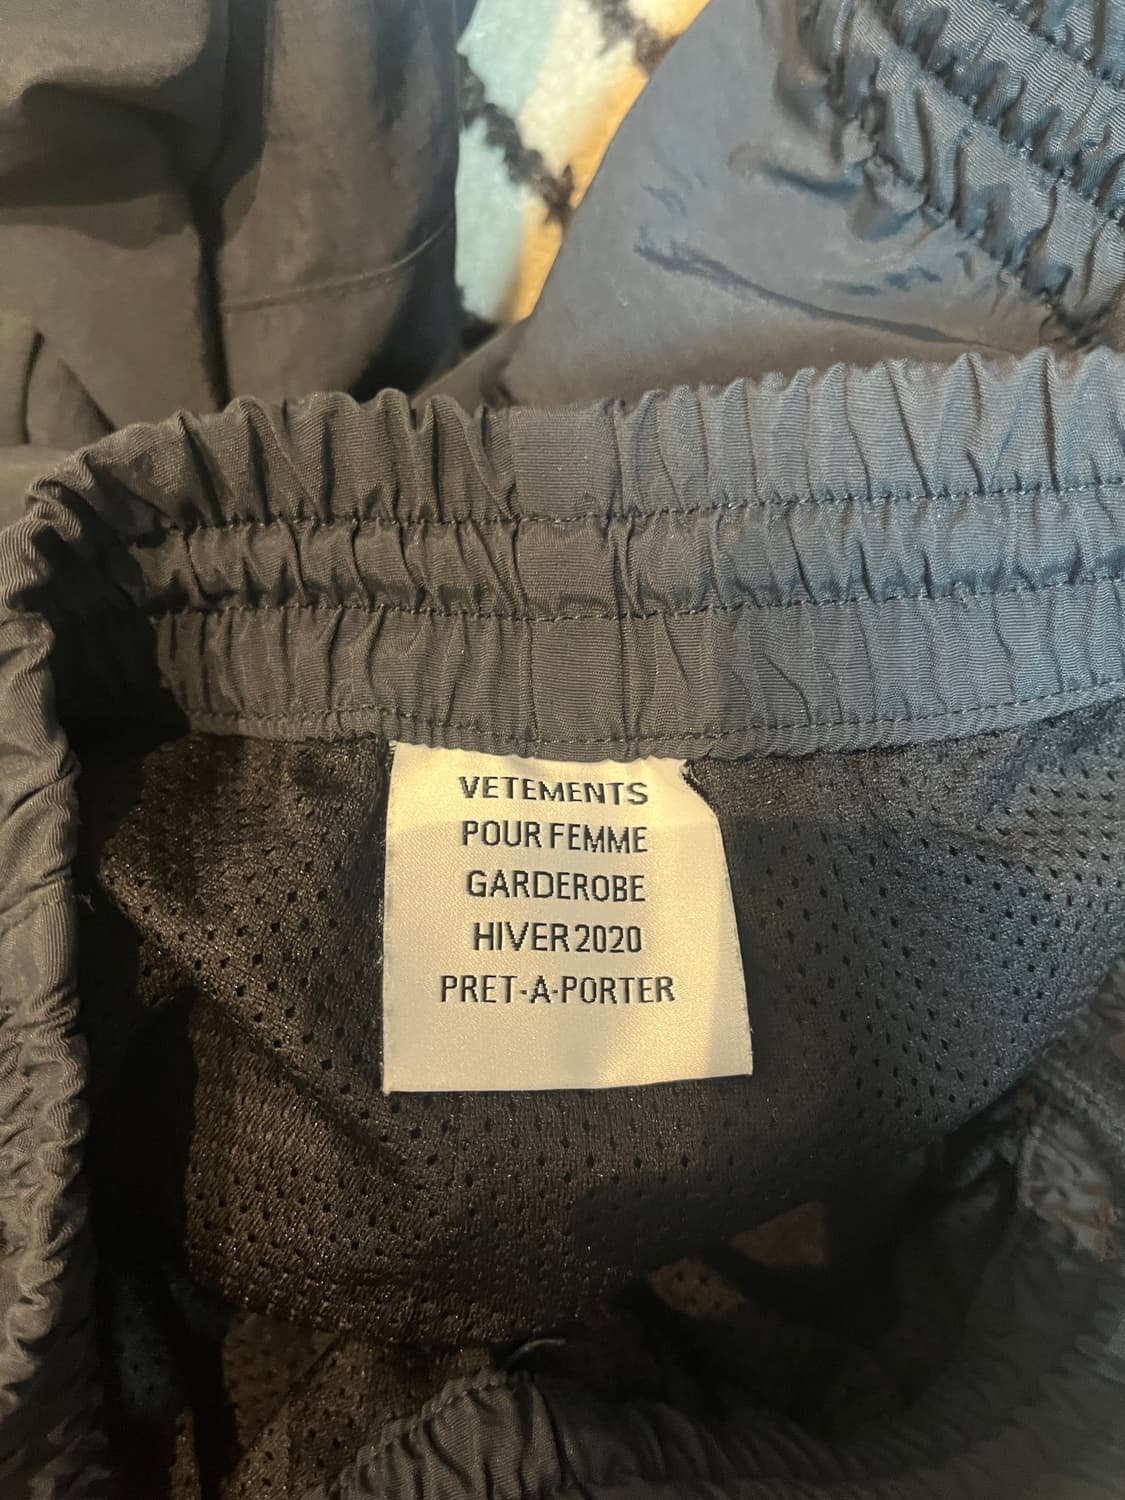 VETEMENTS
POUR FEMME
GARDEROBE
HIVER 2020
PRET-A-PORTER